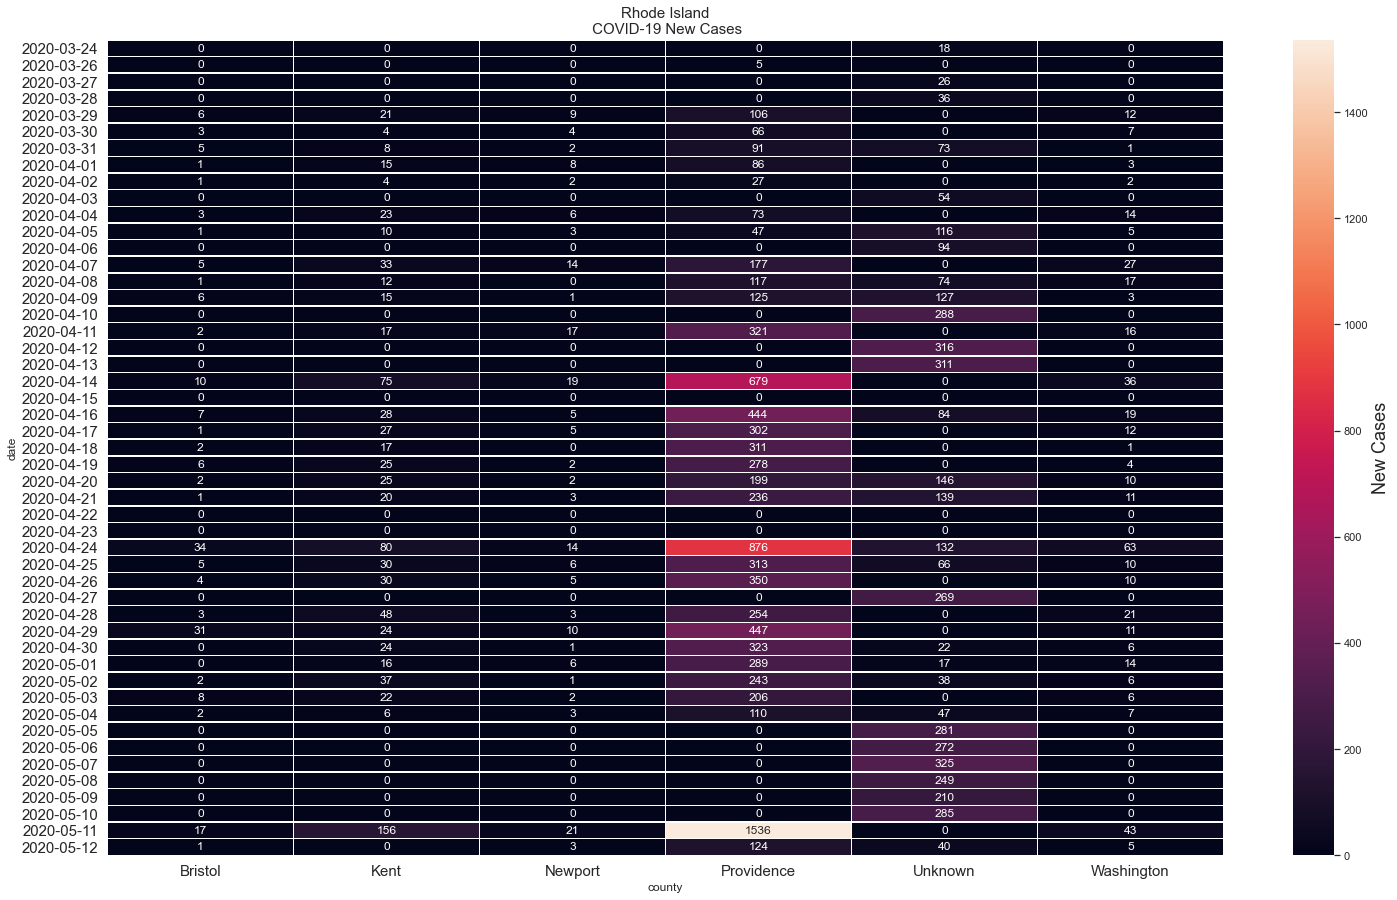 Rhode Island
COVID-19 New Cases
2020-03-24 0 0 0 0 18 0
2020-03-26 0 0 0 5 0 0
2020-03-27 0 0 0 0 26 0
2020-03-28 0 0 0 0 36 0
2020-03-29 6 21 9 106 0 12
2020-03-30 3 4 4 66 0 7
2020-03-31 5 8 2 91 73 1
2020-04-01 1 15 8 86 0 3
2020-04-02 1 4 2 27 0 2
2020-04-03 0 0 0 0 54 0
2020-04-04 3 23 6 73 0 14
2020-04-05 1 10 3 47 116 5
2020-04-06 0 0 0 0 94 0
2020-04-07 5 33 14 177 0 27
2020-04-08 1 12 0 117 74 17
2020-04-09 6 15 1 125 127 3
2020-04-10 0 0 0 0 288 0
2020-04-11 2 17 17 321 0 16
2020-04-12 0 0 0 0 316 0
2020-04-13 0 0 0 0 311 0
2020-04-14 10 75 19 679 0 36
2020-04-15 0 0 0 0 0 0
2020-04-16 7 28 5 444 84 19
2020-04-17 1 27 5 302 0 12
2020-04-18 2 17 0 311 0 1
2020-04-19 6 25 2 278 0 4
2020-04-20 2 25 2 199 146 10
2020-04-21 1 20 3 236 139 11
2020-04-22 0 0 0 0 0 0
2020-04-23 0 0 0 0 0 0
2020-04-24 34 80 14 876 132 63
2020-04-25 5 30 6 313 66 10
2020-04-26 4 30 5 350 0 10
2020-04-27 0 0 0 0 269 0
2020-04-28 3 48 3 254 0 21
2020-04-29 31 24 10 447 0 11
2020-04-30 0 24 1 323 22 6
2020-05-01 0 16 6 289 17 14
2020-05-02 2 37 1 243 38 6
2020-05-03 8 22 2 206 0 6
2020-05-04 2 6 3 110 47 7
2020-05-05 0 0 0 0 281 0
2020-05-06 0 0 0 0 272 0
2020-05-07 0 0 0 0 325 0
2020-05-08 0 0 0 0 249 0
2020-05-09 0 0 0 0 210 0
2020-05-10 0 0 0 0 285 0
2020-05-11 17 156 21 1536 0 43
2020-05-12 1 0 3 124 40 5
Bristol Kent Newport Providence Unknown Washington
county
date
1400
1200
1000
800
600
400
200
0
New Cases